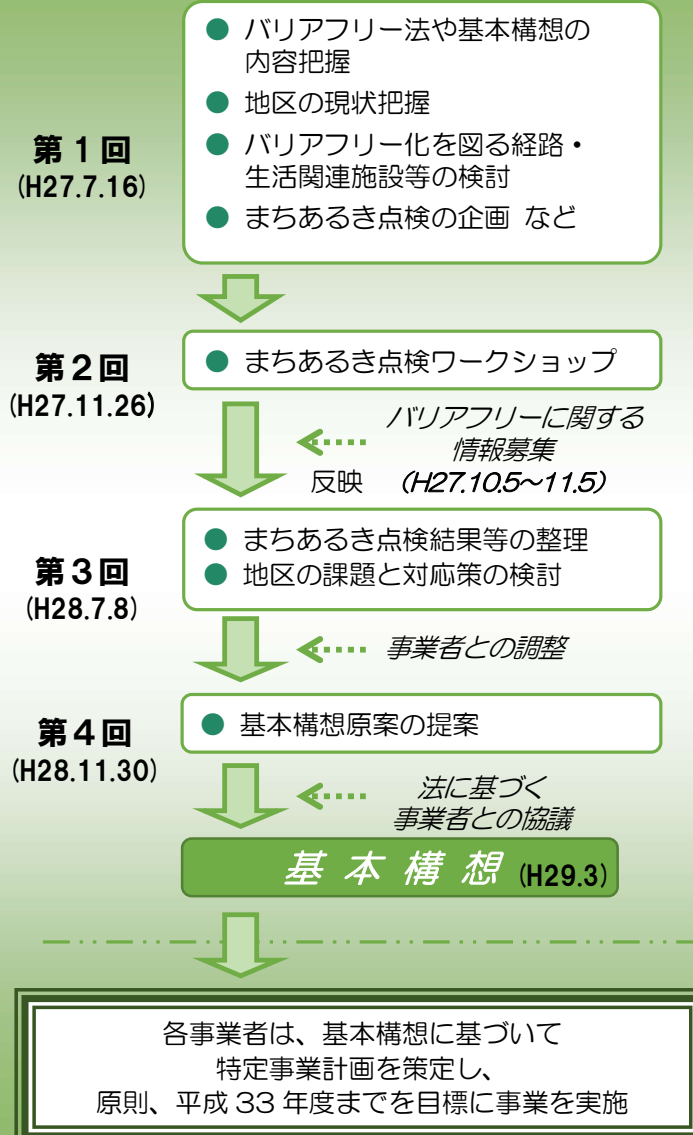 第1回
(H27.7.16)
● バリアフリー法や基本構想の
内容把握
● 地区の現状把握
● バリアフリー化を図る経路・
生活関連施設等の検討
● まちあるき点検の企画 など
第2回
(H27.11.26)
● まちあるき点検ワークショップ
バリアフリーに関する
情報募集
反映 (H27.10.5～11.5)
第3回
(H28.7.8)
● まちあるき点検結果等の整理
● 地区の課題と対応策の検討
事業者との調整
第4回
(H28.11.30)
● 基本構想原案の提案
法に基づく
事業者との協議
基本構想 (H29.3)
各事業者は、基本構想に基づいて
特定事業計画を策定し、
原則、平成 33 年度までを目標に事業を実施